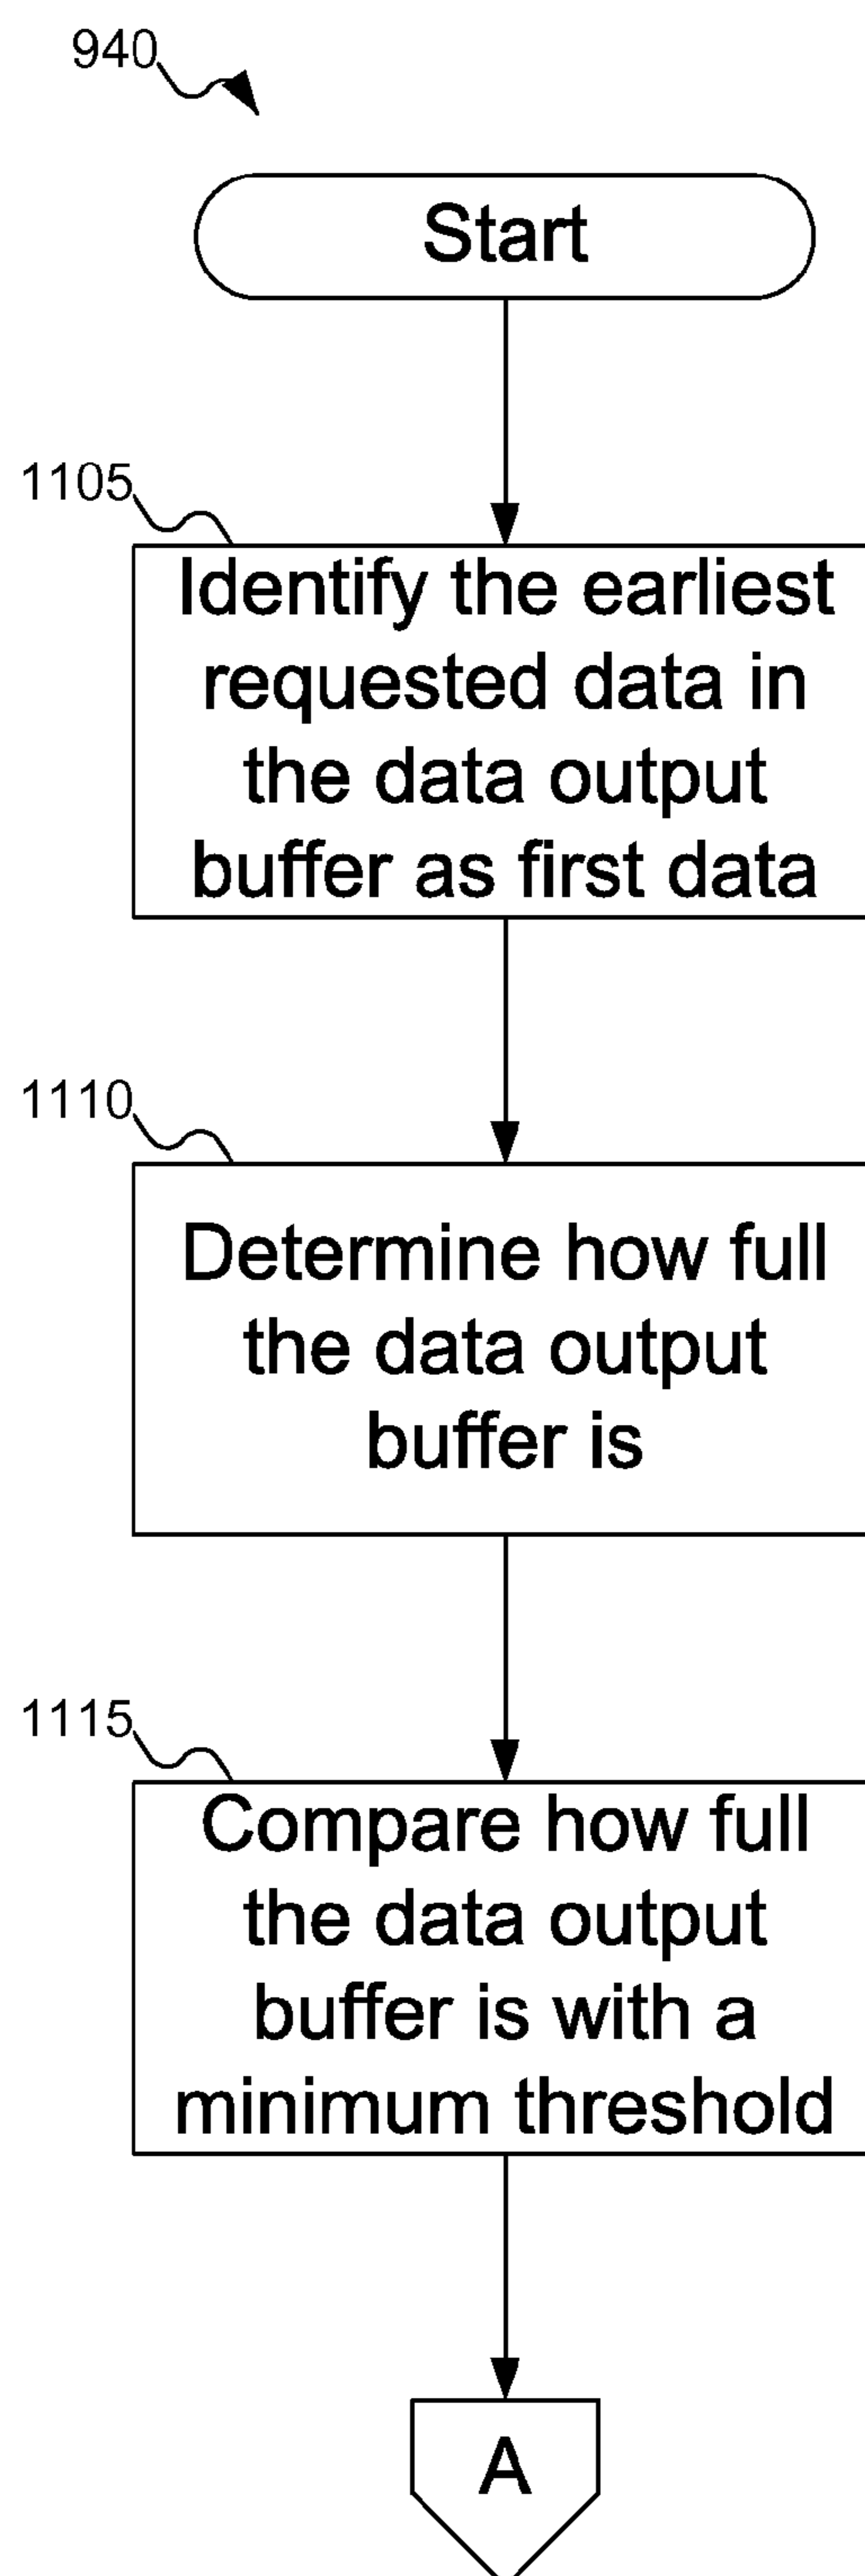 940
Start
1105
Identify the earliest
requested data in
the data output
buffer as first data
1110
Determine how full
the data output
buffer is
1115
Compare how full
the data output
buffer is with a
minimum threshold
A